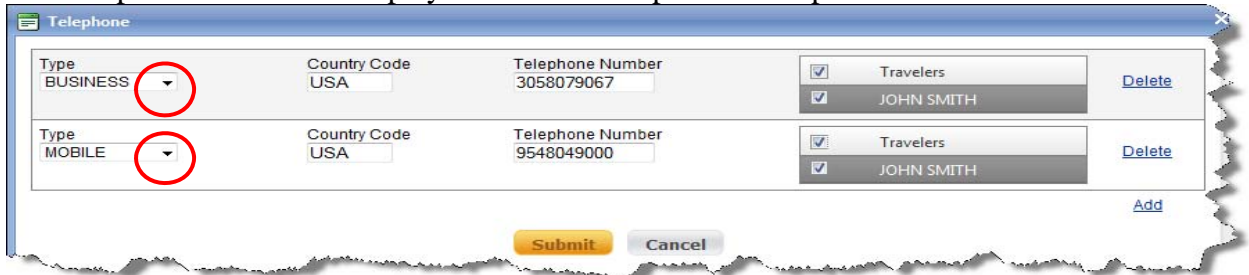 Telephone
Type Country Code Telephone Number
BUSINESS USA 3058079067
Travelers
JOHN SMITH
Delete
Type Country Code Telephone Number
MOBILE USA 9548049000
Travelers
JOHN SMITH
Delete
Add
Submit Cancel